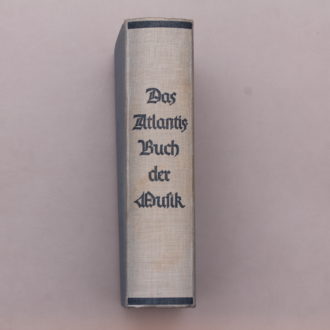 Das
Atlantis
Buch
der
Musik